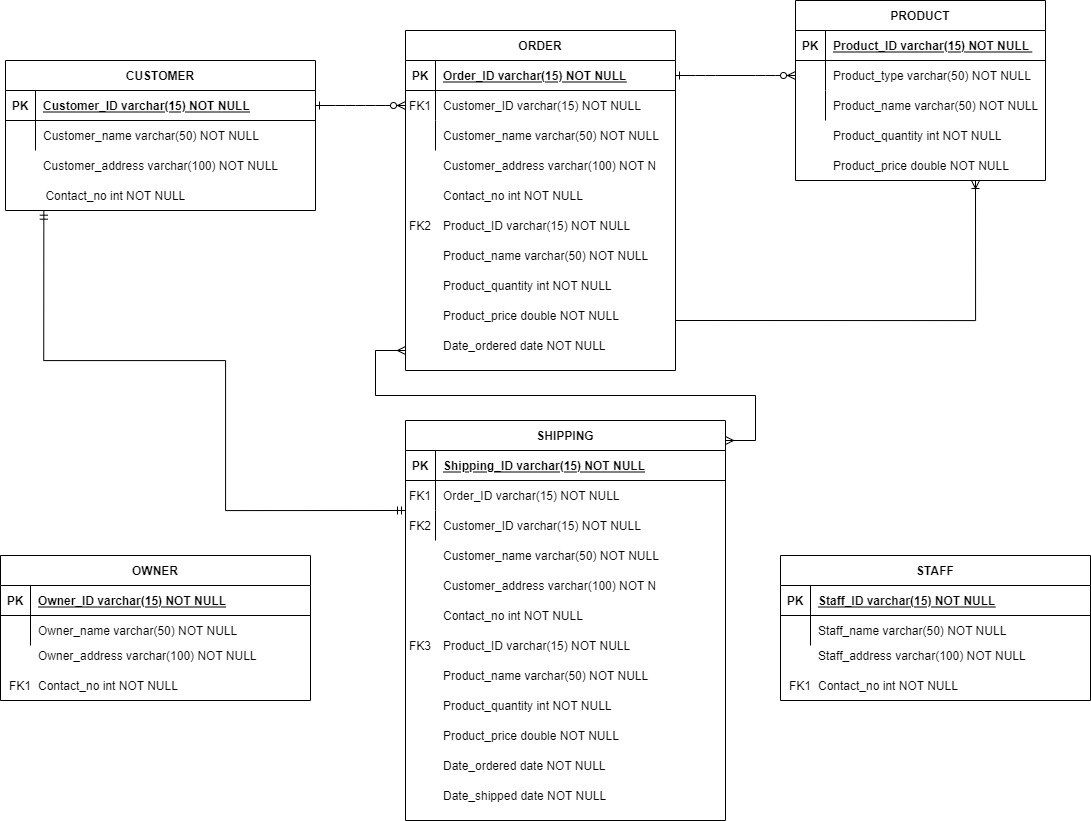 CUSTOMER
PK Customer_ID varchar(15) NOT NULL
Customer_name varchar(50) NOT NULL
Customer_address varchar(100) NOT NULL
Contact_no int NOT NULL
ORDER
PK Order_ID varchar(15) NOT NULL
FK1 Customer_ID varchar(15) NOT NULL
Customer_name varchar(50) NOT NULL
Customer_address varchar(100) NOT N
Contact_no int NOT NULL
FK2 Product_ID varchar(15) NOT NULL
Product_name varchar(50) NOT NULL
Product_quantity int NOT NULL
Product_price double NOT NULL
Date_ordered date NOT NULL
PRODUCT
PK Product_ID varchar(15) NOT NULL
Product_type varchar(50) NOT NULL
Product_name varchar(50) NOT NULL
Product_quantity int NOT NULL
Product_price double NOT NULL
SHIPPING
PK Shipping_ID varchar(15) NOT NULL
FK1 Order_ID varchar(15) NOT NULL
FK2 Customer_ID varchar(15) NOT NULL
Customer_name varchar(50) NOT NULL
Customer_address varchar(100) NOT N
Contact_no int NOT NULL
FK3 Product_ID varchar(15) NOT NULL
Product_name varchar(50) NOT NULL
Product_quantity int NOT NULL
Product_price double NOT NULL
Date_ordered date NOT NULL
Date_shipped date NOT NULL
OWNER
PK Owner_ID varchar(15) NOT NULL
Owner_name varchar(50) NOT NULL
Owner_address varchar(100) NOT NULL
FK1 Contact_no int NOT NULL
STAFF
PK Staff_ID varchar(15) NOT NULL
Staff_name varchar(50) NOT NULL
Staff_address varchar(100) NOT NULL
FK1 Contact_no int NOT NULL